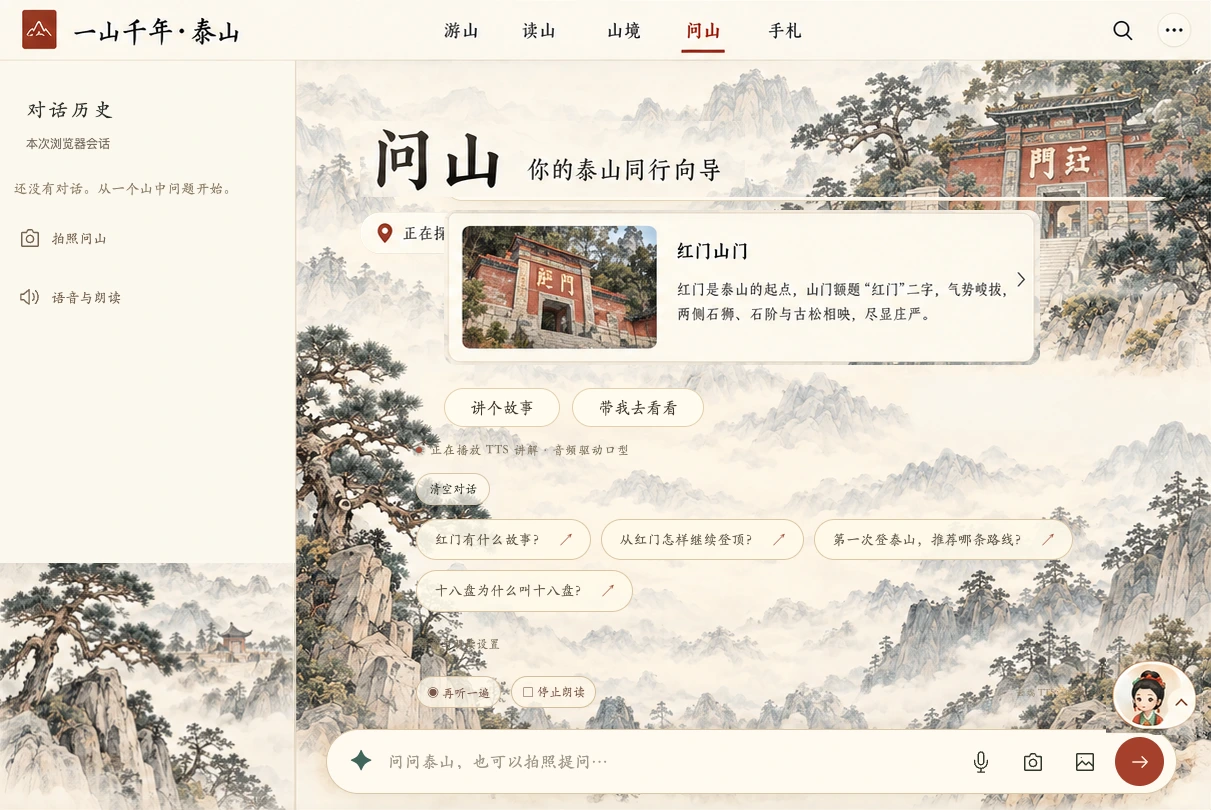 一山千年·泰山
游山 读山 山境 问山 手札
对话历史
本次浏览器会话
还没有对话。从一个山中问题开始。
拍照问山
语音与朗读
問 山 你的泰山同行向导
門 紅
正在
红门山门
红门是泰山的起点，山门额题“红门”二字，气势峻拔，
两侧石狮、石阶与古松相映，尽显庄严。
讲个故事 带我去看看
正在播放 TTS 讲解 · 音频驱动口型
清空对话
红门有什么故事? 从红门怎样继续登顶? 第一次登泰山，推荐哪条路线?
十八盘为什么叫十八盘?
设置
再听一遍 停止朗读
问问泰山，也可以拍照提问…